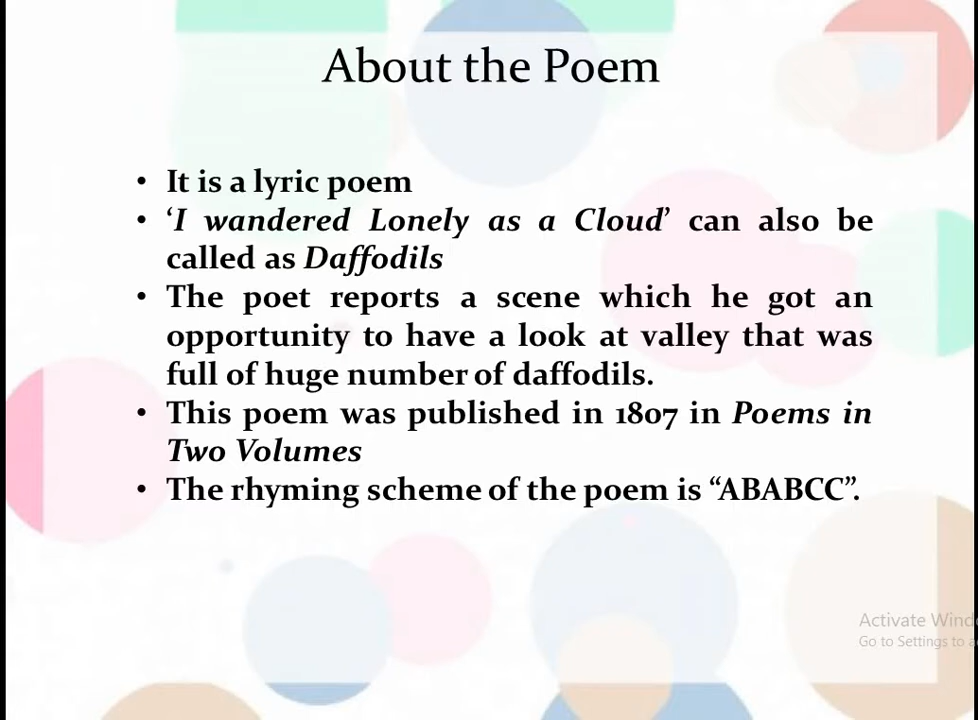 About the Poem
• It is a lyric poem
• ‘I wandered Lonely as a Cloud’ can also be
called as Daffodils
• The poet reports a scene which he got an
opportunity to have a look at valley that was
full of huge number of daffodils.
• This poem was published in 1807 in Poems in
Two Volumes
• The rhyming scheme of the poem is “ABABCC”.
Activate
Go to Settings to